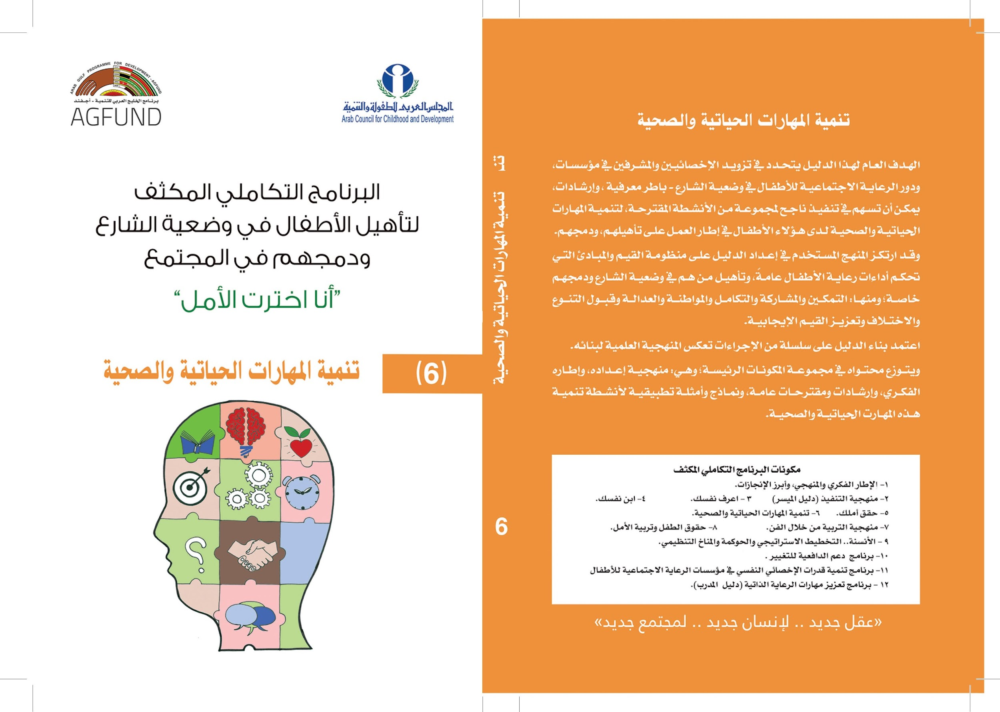 ARAB GULF PROGRAMME FOR DEVELOPMENT - AGFUND
برنامج الخليج العربي للتنمية - أجـفـنـد
AGFUND
المجلس العربي للطفولة والتنمية
Arab Council for Childhood and Development
البرنامج التكاملي المكثف
لتأهيل الأطفال في وضعية الشارع
ودمجهم في المجتمع
”أنا اخترت الأمل“
(6)
تنمية المهارات الحياتية والصحية
تنمية المهارات الحياتية والصحية
6
تنمية المهارات الحياتية والصحية
الهدف العام لهذا الدليل يتحدد في تزويد الإخصائيين والمشرفين في مؤسسات،
ودور الرعاية الاجتماعية للأطفال في وضعية الشارع - باطر معرفية ، وإرشادات،
يمكن أن تسهم في تنفيذ ناجح لمجموعة من الأنشطة المقترحة، لتنمية المهارات
الحياتية والصحية لدى هؤلاء الأطفال في إطار العمل على تأهيلهم، ودمجهم.
وقد ارتكز المنهج المستخدم في إعداد الدليل على منظومة القيم والمبادئ التي
تحكم أداءات رعاية الأطفال عامةً، وتأهيل من هم في وضعية الشارع ودمجهم
خاصة؛ ومنها: التمكين والمشاركة والتكامل والمواطنة والعدالة وقبول التنوع
والاختلاف وتعزيز القيم الإيجابية.
اعتمد بناء الدليل على سلسلة من الإجراءات تعكس المنهجية العلمية لبنائه.
ويتوزع محتواه في مجموعة المكونات الرئيسة؛ وهي: منهجية إعداده، وإطاره
الفكري، وإرشادات ومقترحات عامة، ونماذج وأمثلة تطبيقية لأنشطة تنمية
هذه المهارت الحياتية والصحية.
مكونات البرنامج التكاملي المكثف
١- الإطار الفكري والمنهجي، وأبرز الإنجازات.
٢- منهجية التنفيذ (دليل الميسر) ٣ - اعرف نفسك. ٤- ابن نفسك.
٥- حقق أملك. ٦- تنمية المهارات الحياتية والصحية.
٧- منهجية التربية من خلال الفن. ٨- حقوق الطفل وتربية الأمل.
٩ - الأنسنة.. التخطيط الاستراتيجي والحوكمة والمناخ التنظيمي.
١٠- برنامج دعم الدافعية للتغيير .
١١- برنامج تنمية قدرات الإخصائي النفسي في مؤسسات الرعاية الاجتماعية للأطفال
١٢ - برنامج تعزيز مهارات الرعاية الذاتية (دليل المدرب).
«عقل جديد .. لإنسان جديد .. لمجتمع جديد»